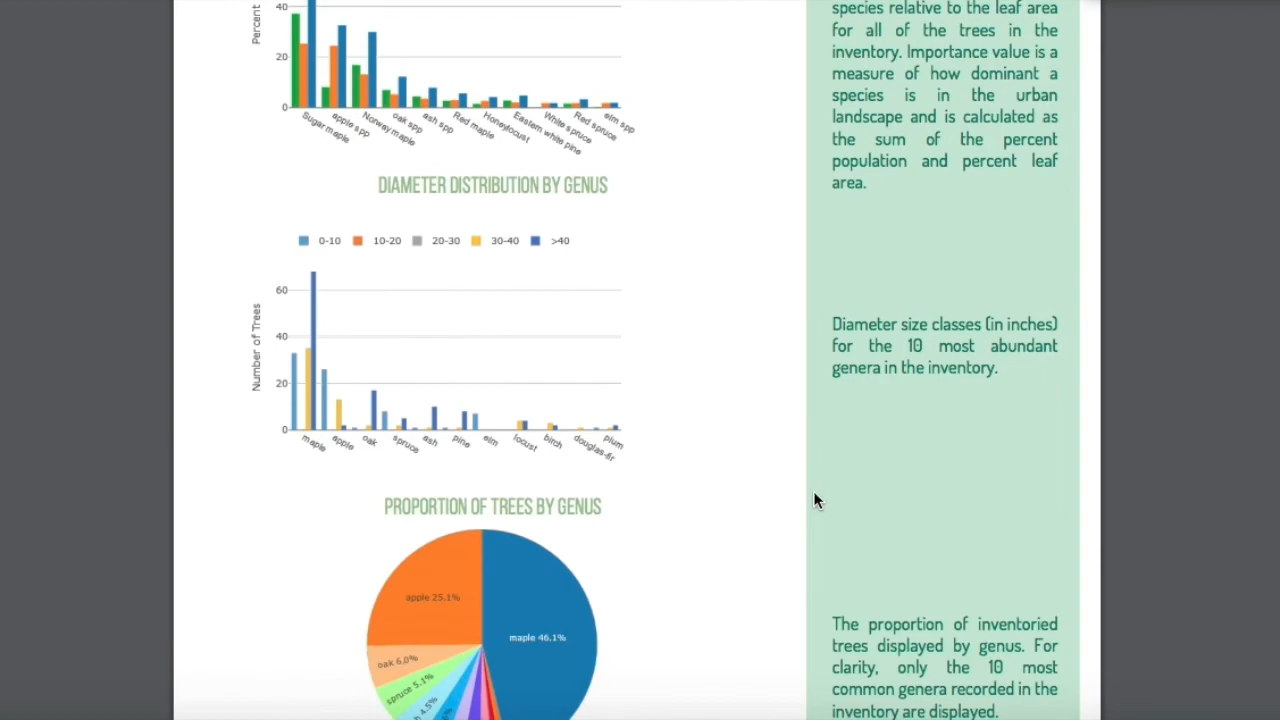 40
Percent
20
0
Sugar maple
apple spp
Norway maple
oak spp
ash spp
Red maple
Honeylocust
Eastern white pine
White spruce
Red spruce
elm spp
DIAMETER DISTRIBUTION BY GENUS
0-10 10-20 20-30 30-40 >40
60
40
20
0
Number of Trees
maple
apple
oak
spruce
ash
pine
elm
locust
birch
douglas-fir
plum
PROPORTION OF TREES BY GENUS
apple 25.1%
maple 46.1%
oak 6.0%
spruce 5.1%
h 4.5%
species relative to the leaf area
for all of the trees in the
inventory. Importance value is a
measure of how dominant a
species is in the urban
landscape and is calculated as
the sum of the percent
population and percent leaf
area.
Diameter size classes (in inches)
for the 10 most abundant
genera in the inventory.
The proportion of inventoried
trees displayed by genus. For
clarity, only the 10 most
common genera recorded in the
inventory are displayed.